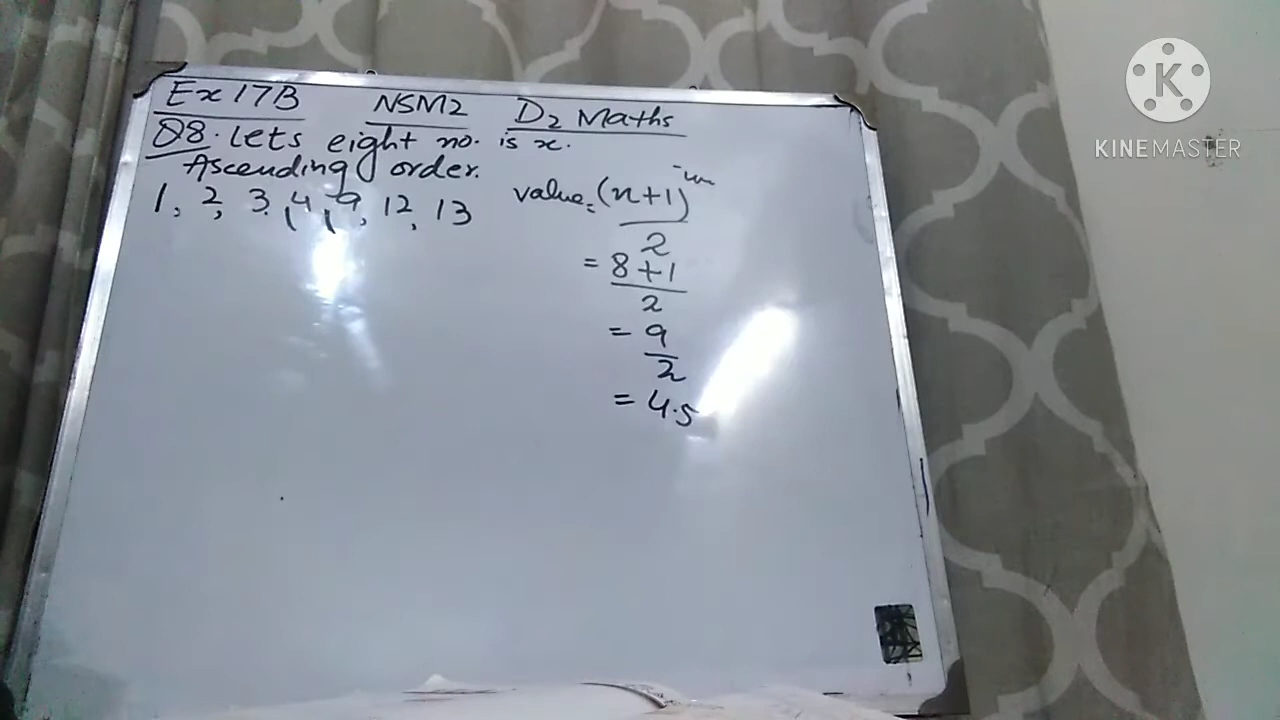 Ex 17B NSM2 D2 Maths
Q8. Lets eight no. is x.
Ascending order.
1, 2, 3, 4, 9, 12, 13
value = (n+1)
2
= 8+1
2
= 9
2
= 4.5
K
KINEMASTER